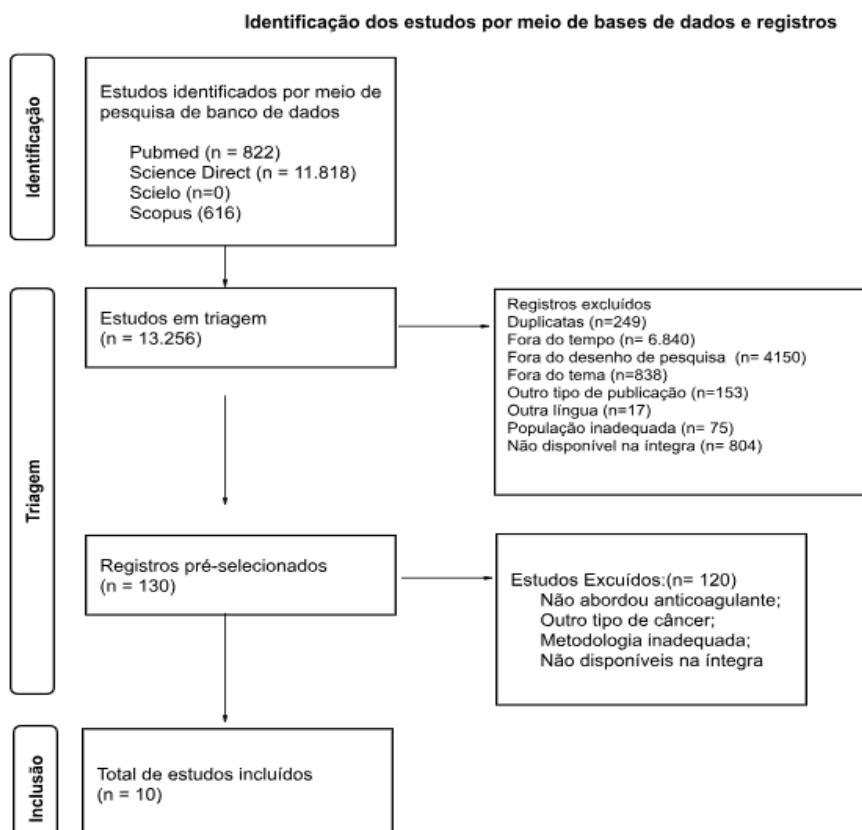 Identificação dos estudos por meio de bases de dados e registros
Identificação
Estudos identificados por meio de
pesquisa de banco de dados
Pubmed (n = 822)
Science Direct (n = 11.818)
Scielo (n=0)
Scopus (616)
Triagem
Estudos em triagem
(n = 13.256)
Registros excluídos
Duplicatas (n=249)
Fora do tempo (n= 6.840)
Fora do desenho de pesquisa (n= 4150)
Fora do tema (n=838)
Outro tipo de publicação (n=153)
Outra língua (n=17)
População inadequada (n= 75)
Não disponível na íntegra (n= 804)
Registros pré-selecionados
(n = 130)
Estudos Excuídos:(n= 120)
Não abordou anticoagulante;
Outro tipo de câncer;
Metodologia inadequada;
Não disponíveis na íntegra
Inclusão
Total de estudos incluídos
(n = 10)